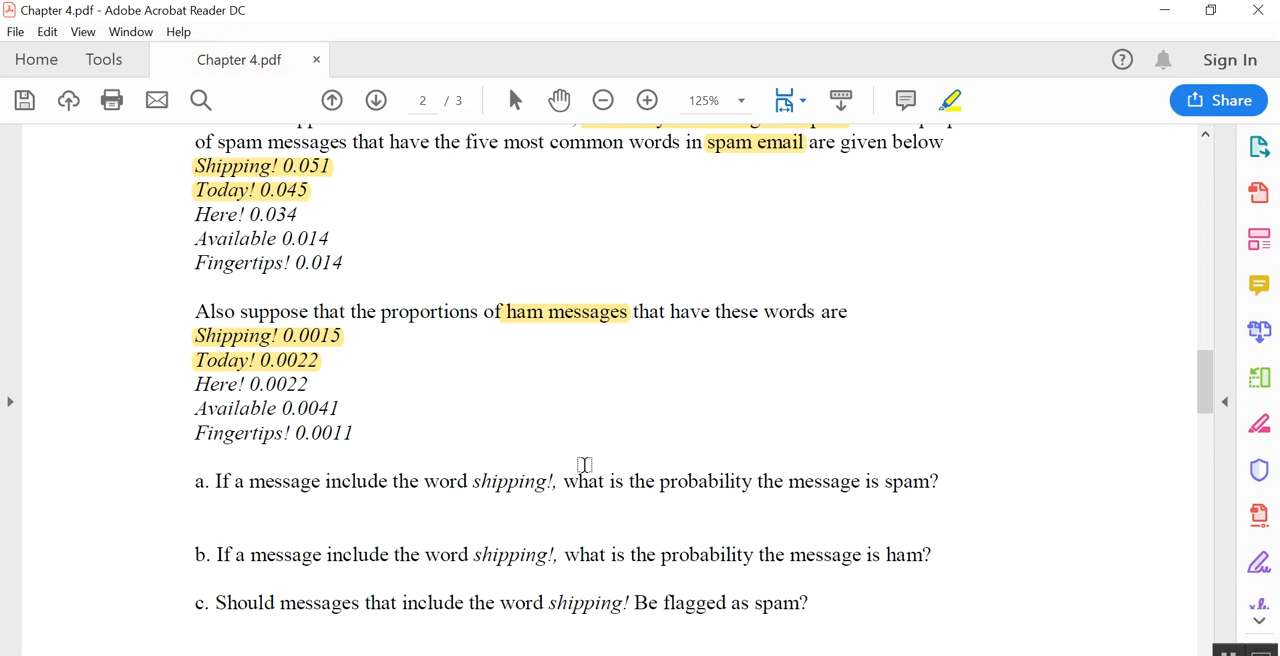 Chapter 4.pdf - Adobe Acrobat Reader DC
File Edit View Window Help
Home Tools Chapter 4.pdf × Sign In
2 / 3 125% Share
of spam messages that have the five most common words in spam email are given below
Shipping! 0.051
Today! 0.045
Here! 0.034
Available 0.014
Fingertips! 0.014
Also suppose that the proportions of ham messages that have these words are
Shipping! 0.0015
Today! 0.0022
Here! 0.0022
Available 0.0041
Fingertips! 0.0011
a. If a message include the word shipping!, what is the probability the message is spam?
b. If a message include the word shipping!, what is the probability the message is ham?
c. Should messages that include the word shipping! Be flagged as spam?